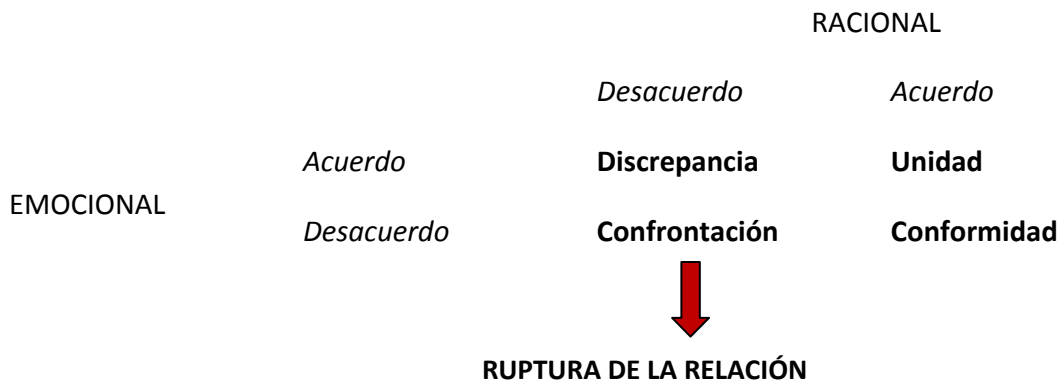 RACIONAL
Desacuerdo Acuerdo
Acuerdo Discrepancia Unidad
EMOCIONAL
Desacuerdo Confrontación Conformidad
RUPTURA DE LA RELACIÓN